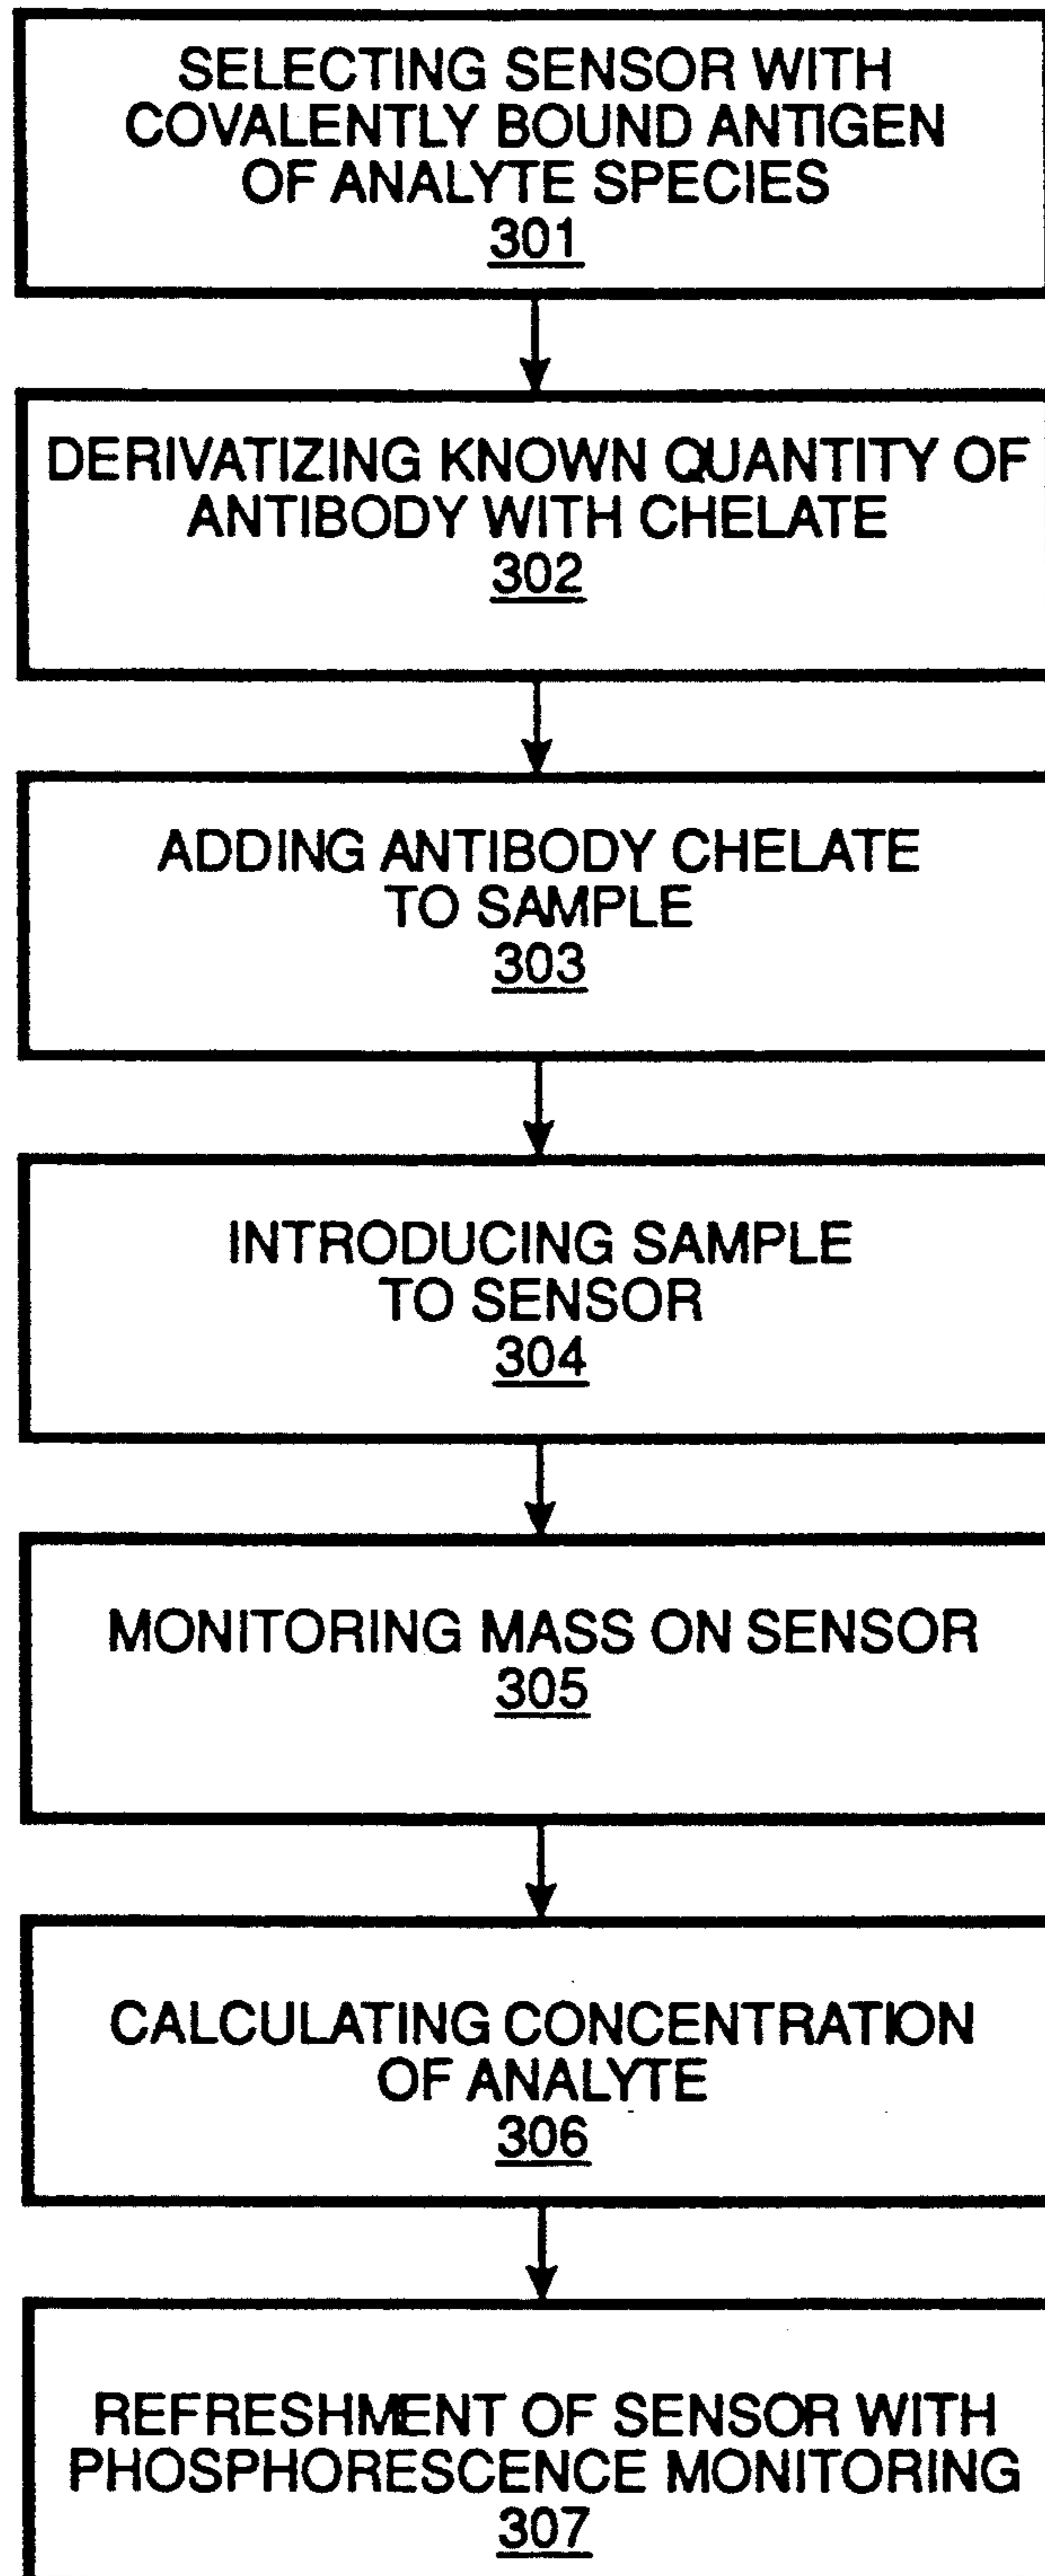 SELECTING SENSOR WITH
COVALENTLY BOUND ANTIGEN
OF ANALYTE SPECIES
301
DERIVATIZING KNOWN QUANTITY OF
ANTIBODY WITH CHELATE
302
ADDING ANTIBODY CHELATE
TO SAMPLE
303
INTRODUCING SAMPLE
TO SENSOR
304
MONITORING MASS ON SENSOR
305
CALCULATING CONCENTRATION
OF ANALYTE
306
REFRESHMENT OF SENSOR WITH
PHOSPHORESCENCE MONITORING
307